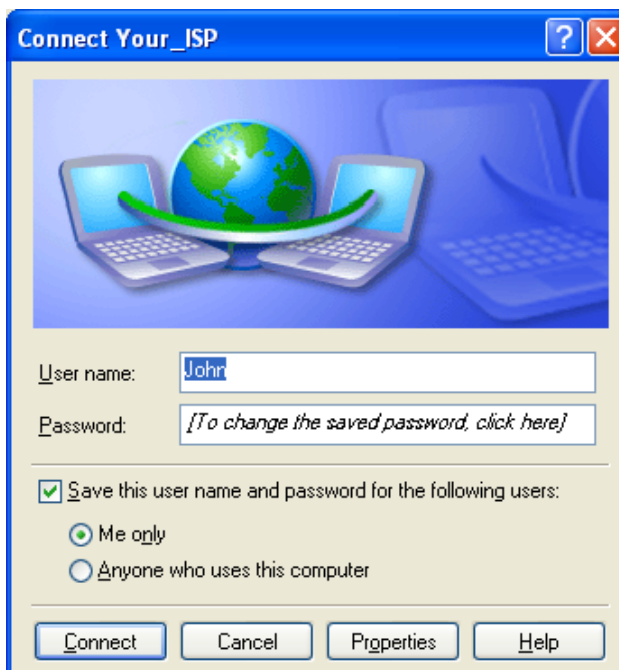 Connect Your_ISP
User name: John
Password: [To change the saved password, click here]
Save this user name and password for the following users:
Me only
Anyone who uses this computer
Connect Cancel Properties Help